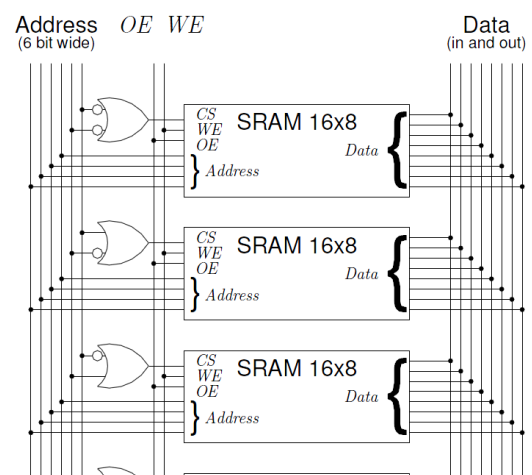 Address OE WE Data
(6 bit wide) (in and out)
CS SRAM 16x8
WE
OE Data {
} Address
CS SRAM 16x8
WE
OE Data {
} Address
CS SRAM 16x8
WE
OE Data {
} Address